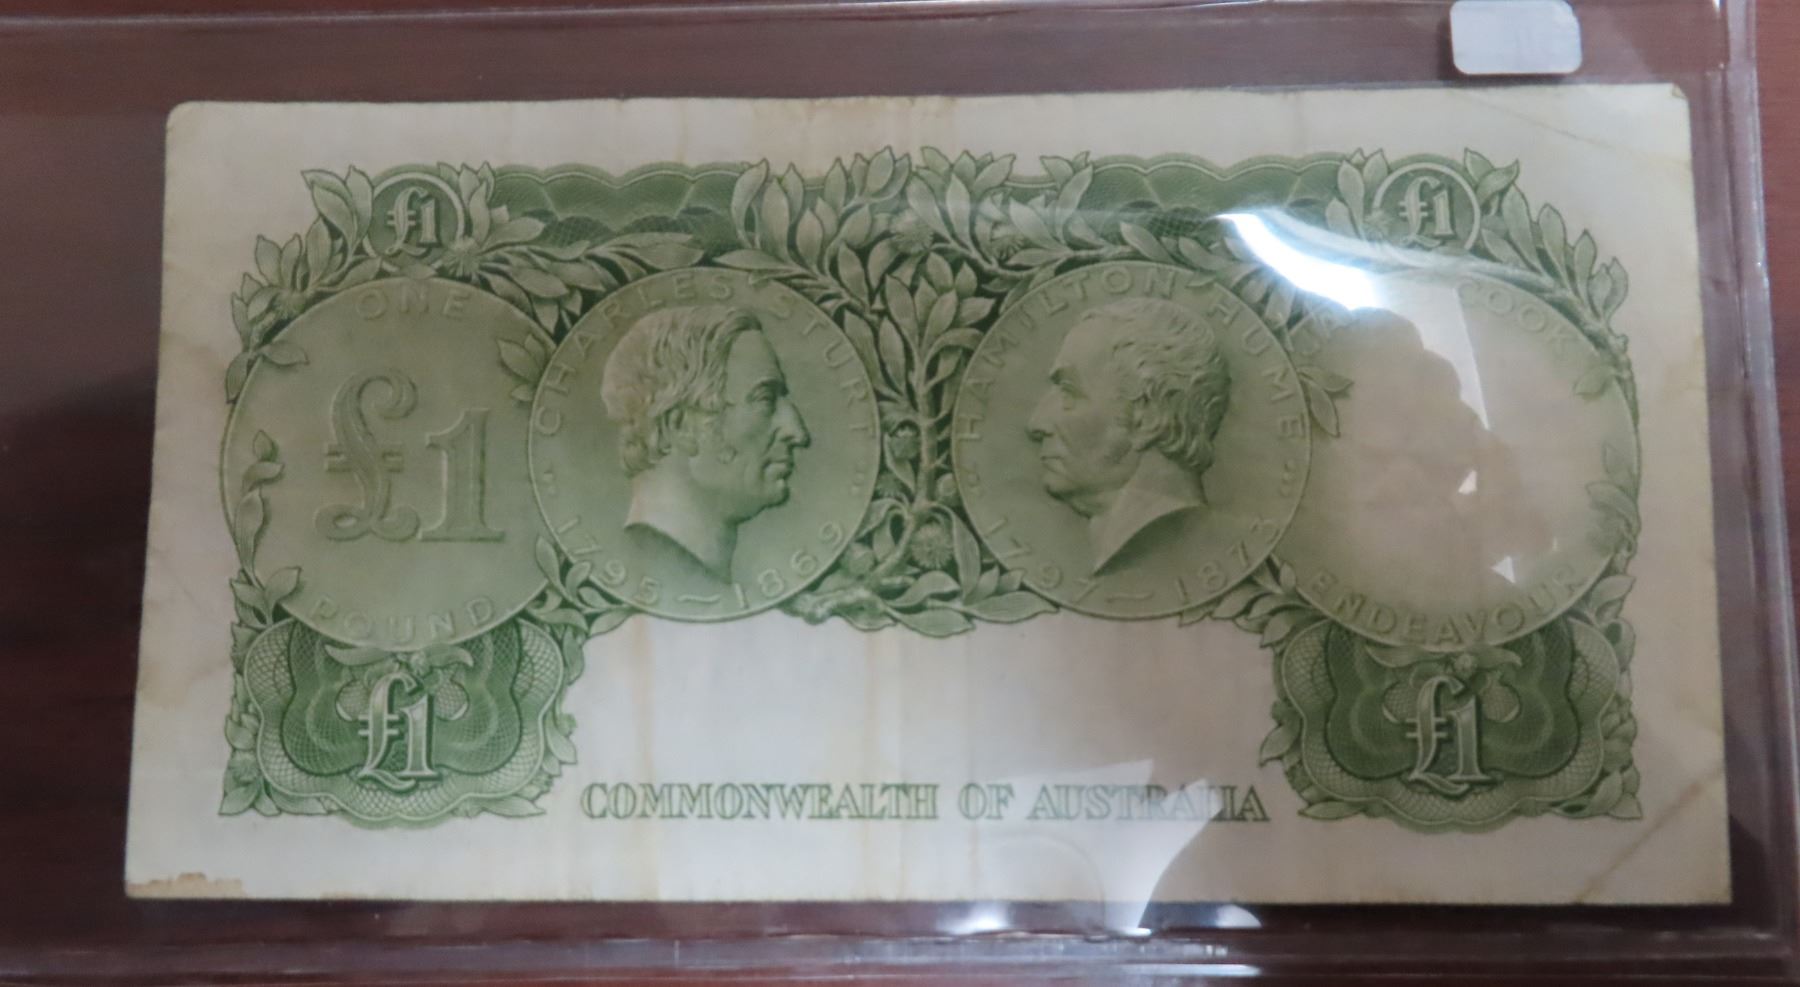 £1
£1
ONE
£1
POUND
CHARLES STURT
1795-1869
HAMILTON HUME
1797-1873
COOK
ENDEAVOUR
£1
£1
COMMONWEALTH OF AUSTRALIA